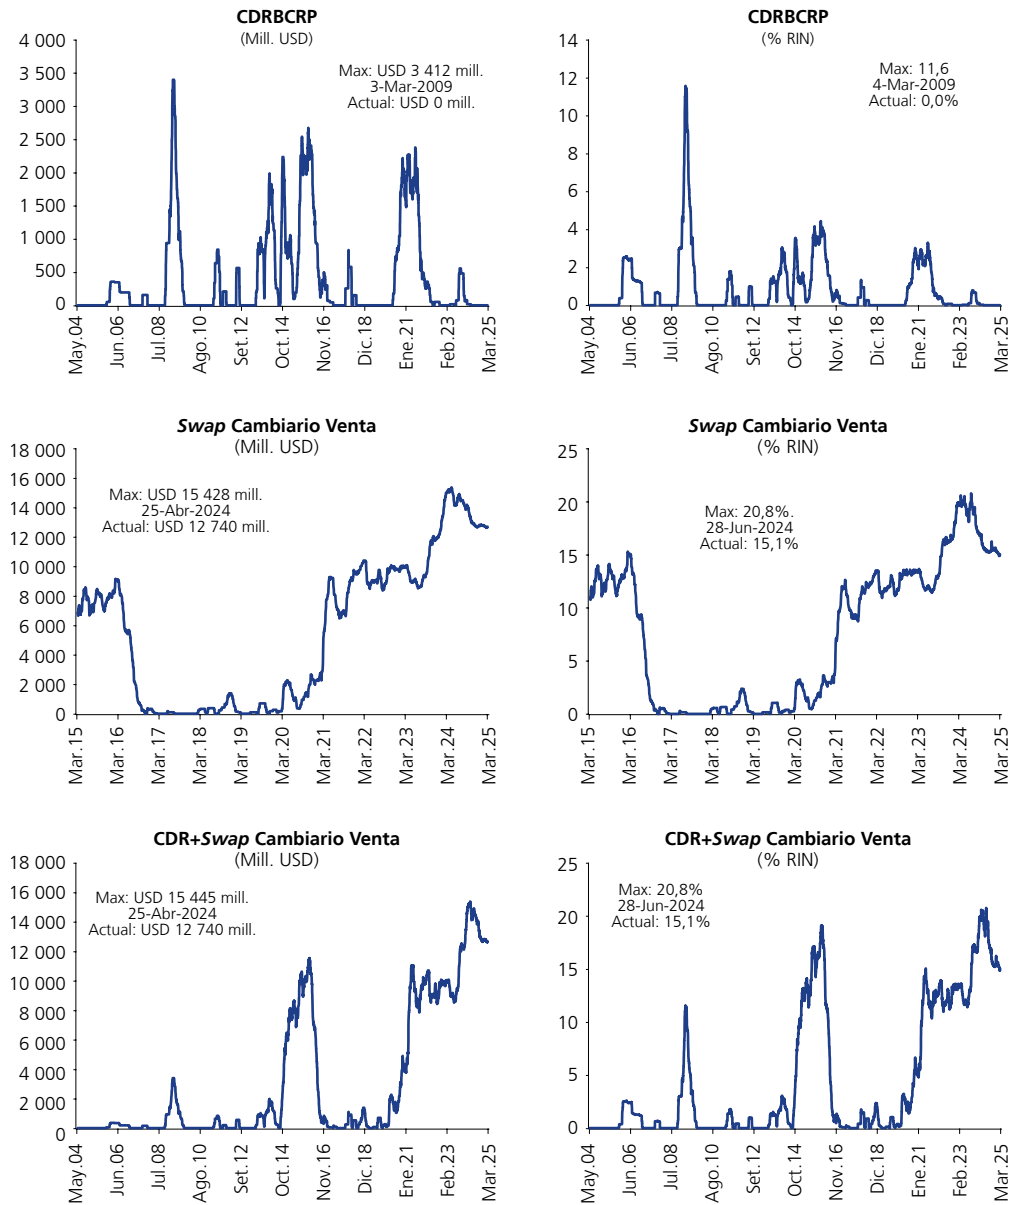 CDRBCRP
(Mill. USD)
4 000
3 500
3 000
2 500
2 000
1 500
1 000
500
0
Max: USD 3 412 mill.
3-Mar-2009
Actual: USD 0 mill.
May.04
Jun.06
Jul.08
Ago.10
Set.12
Oct.14
Nov.16
Dic.18
Ene.21
Feb.23
Mar.25
CDRBCRP
(% RIN)
14
12
10
8
6
4
2
0
Max: 11,6
4-Mar-2009
Actual: 0,0%
May.04
Jun.06
Jul.08
Ago.10
Set.12
Oct.14
Nov.16
Dic.18
Ene.21
Feb.23
Mar.25
Swap Cambiario Venta
(Mill. USD)
18 000
16 000
14 000
12 000
10 000
8 000
6 000
4 000
2 000
0
Max: USD 15 428 mill.
25-Abr-2024
Actual: USD 12 740 mill.
Mar.15
Mar.16
Mar.17
Mar.18
Mar.19
Mar.20
Mar.21
Mar.22
Mar.23
Mar.24
Mar.25
Swap Cambiario Venta
(% RIN)
25
20
15
10
5
0
Max: 20,8%.
28-Jun-2024
Actual: 15,1%
Mar.15
Mar.16
Mar.17
Mar.18
Mar.19
Mar.20
Mar.21
Mar.22
Mar.23
Mar.24
Mar.25
CDR+Swap Cambiario Venta
(Mill. USD)
18 000
16 000
14 000
12 000
10 000
8 000
6 000
4 000
2 000
0
Max: USD 15 445 mill.
25-Abr-2024
Actual: USD 12 740 mill.
May.04
Jun.06
Jul.08
Ago.10
Set.12
Oct.14
Nov.16
Dic.18
Ene.21
Feb.23
Mar.25
CDR+Swap Cambiario Venta
(% RIN)
25
20
15
10
5
0
Max: 20,8%
28-Jun-2024
Actual: 15,1%
May.04
Jun.06
Jul.08
Ago.10
Set.12
Oct.14
Nov.16
Dic.18
Ene.21
Feb.23
Mar.25